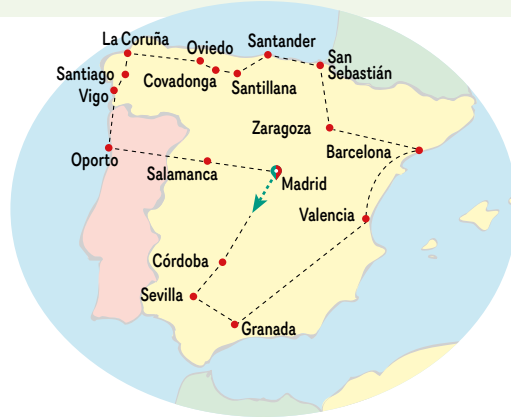 La Coruña
Oviedo
Santander
San
Sebastián
Santiago
Covadonga
Santillana
Vigo
Zaragoza
Barcelona
Oporto
Salamanca
Madrid
Valencia
Córdoba
Sevilla
Granada